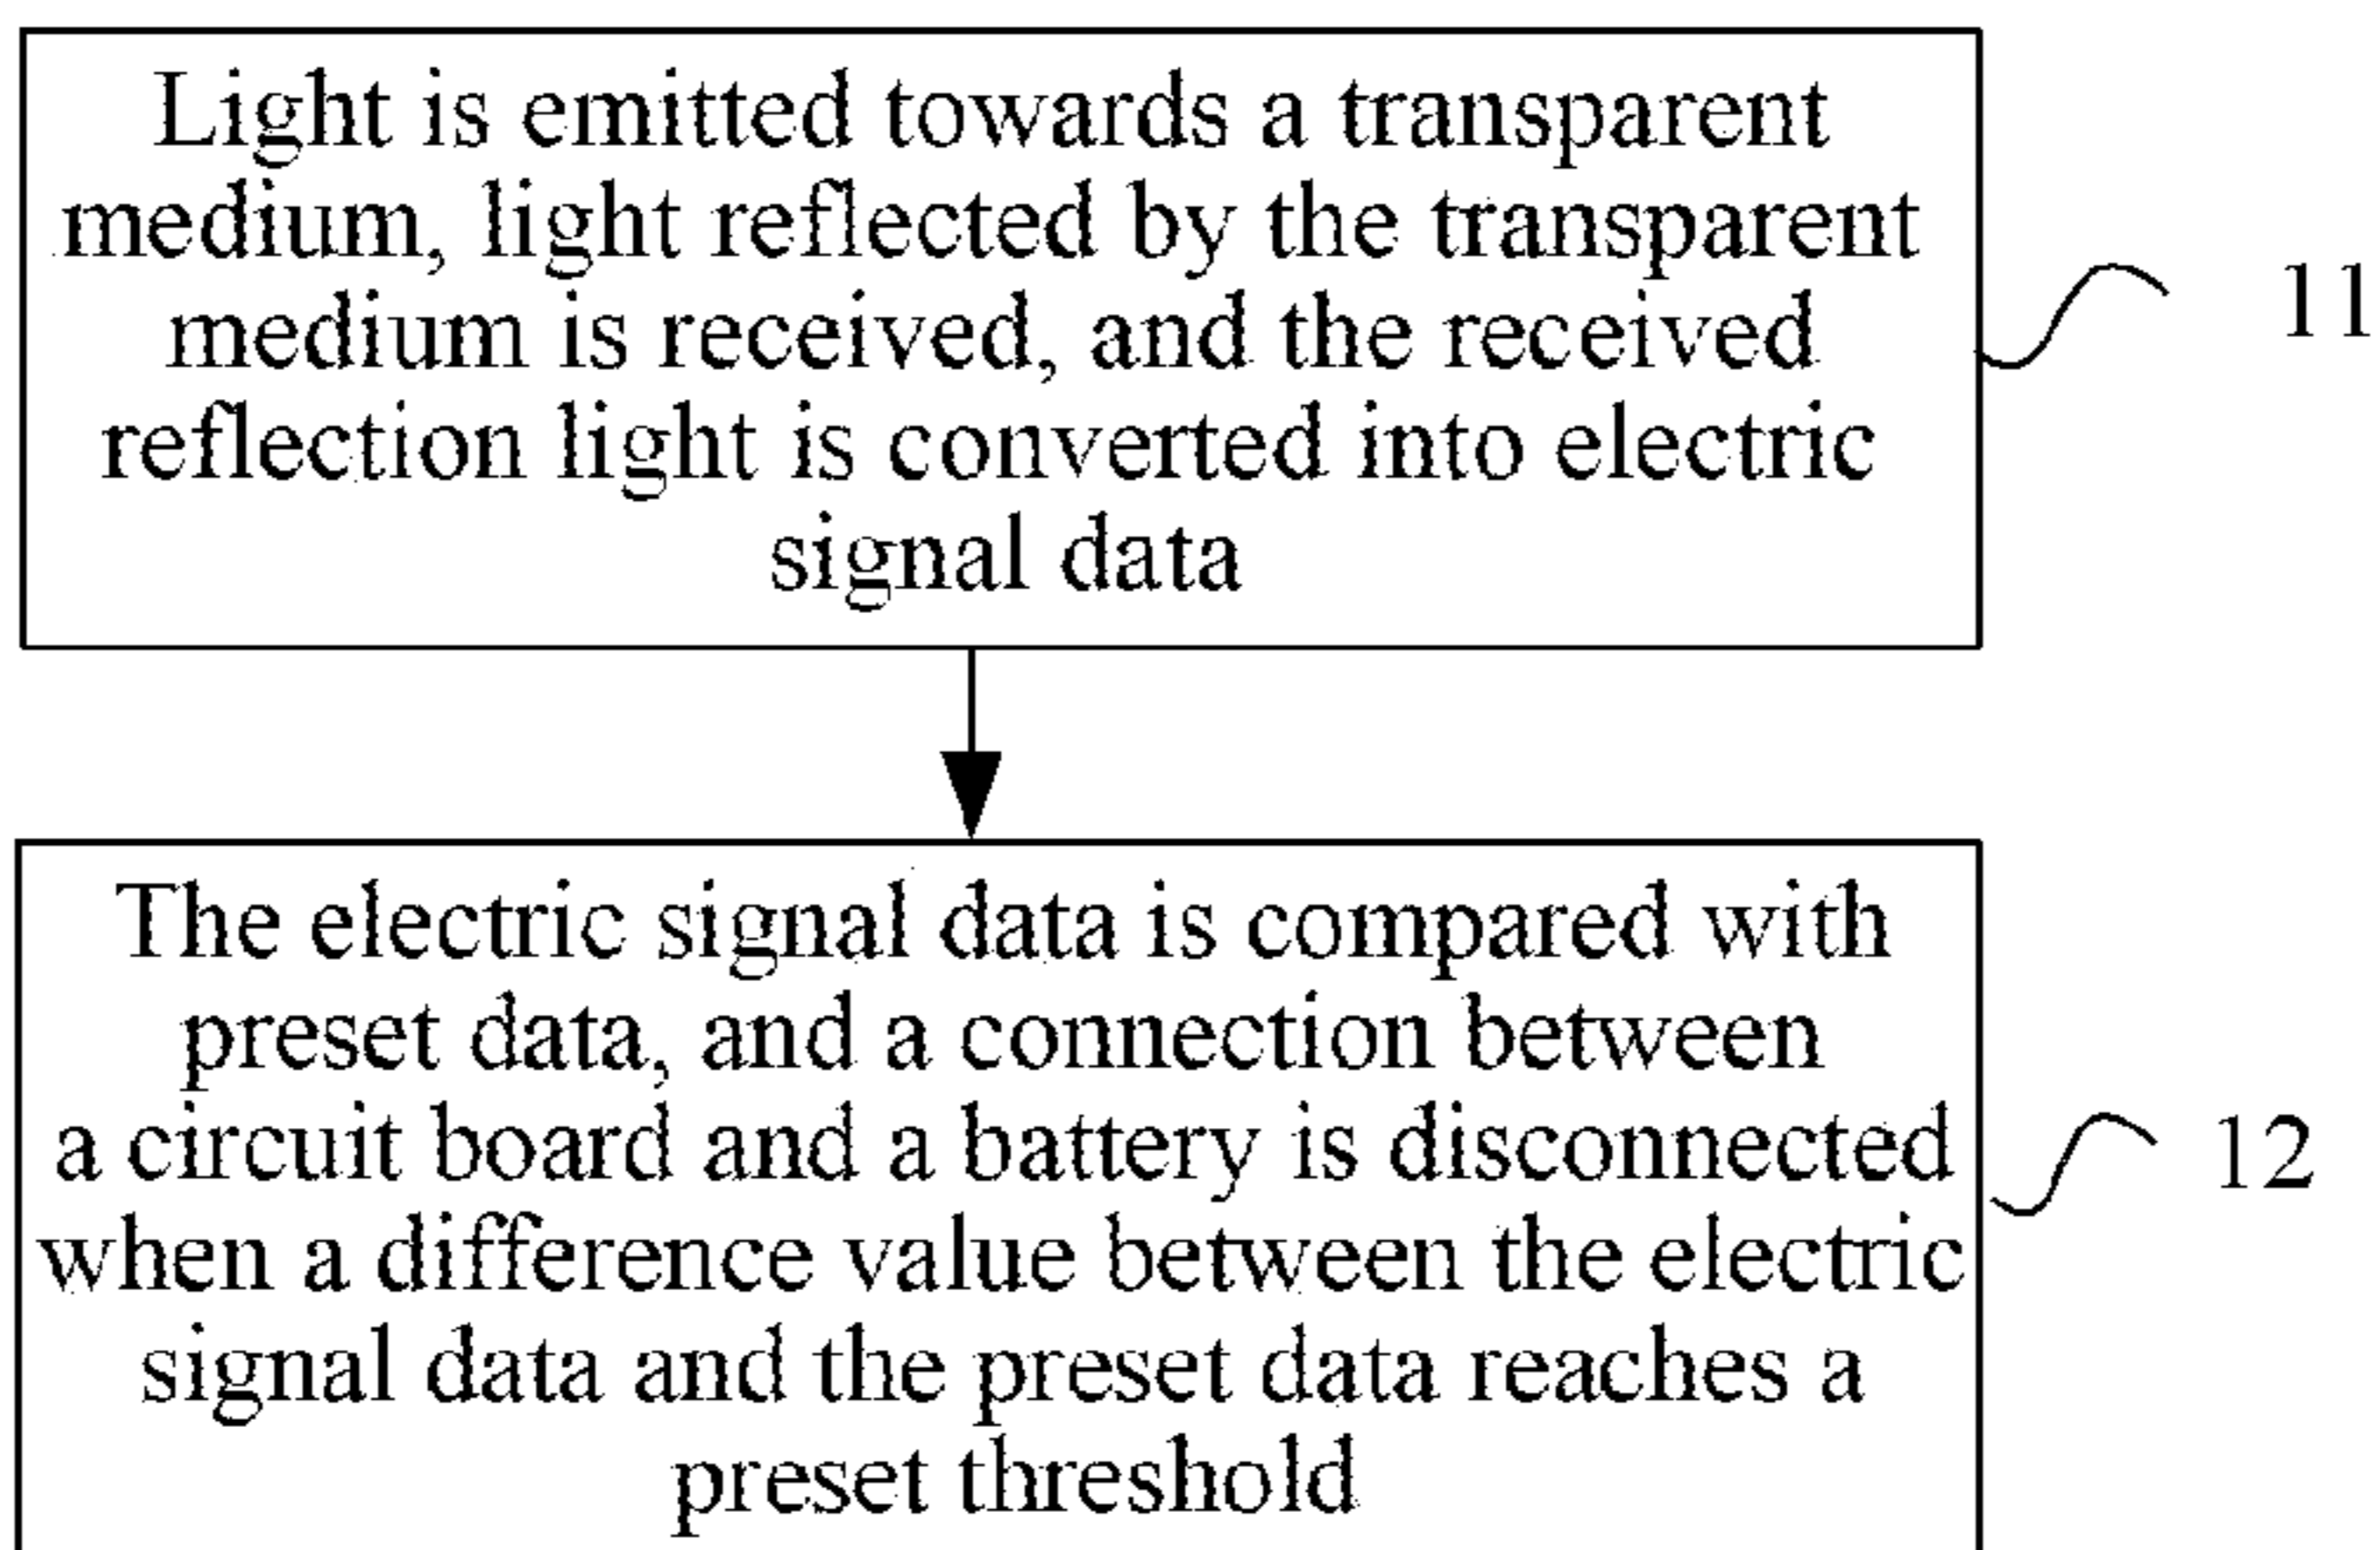 Light is emitted towards a transparent
medium, light reflected by the transparent
medium is received, and the received
reflection light is converted into electric
signal data
11
The electric signal data is compared with
preset data, and a connection between
a circuit board and a battery is disconnected
when a difference value between the electric
signal data and the preset data reaches a
preset threshold
12